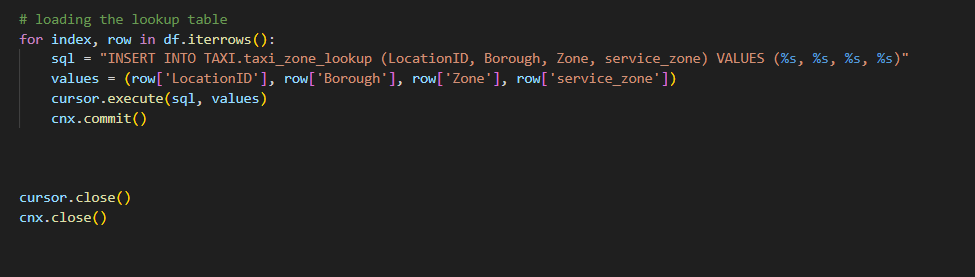 # loading the lookup table
for index, row in df.iterrows():
    sql = "INSERT INTO TAXI.taxi_zone_lookup (LocationID, Borough, Zone, service_zone) VALUES (%s, %s, %s, %s)"
    values = (row['LocationID'], row['Borough'], row['Zone'], row['service_zone'])
    cursor.execute(sql, values)
    cnx.commit()
cursor.close()
cnx.close()